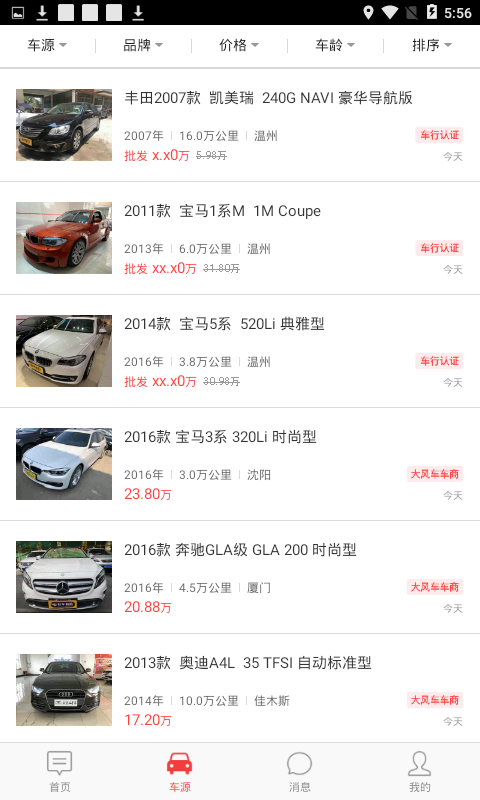 5:56
车源 品牌 价格 车龄 排序
丰田2007款 凯美瑞 240G NAVI 豪华导航版
2007年 16.0万公里 温州 车行认证
批发 x.x0万 5.98万 今天
2011款 宝马1系M 1M Coupe
2013年 6.0万公里 温州 车行认证
批发 xx.x0万 31.80万 今天
2014款 宝马5系 520Li 典雅型
2016年 3.8万公里 温州 车行认证
批发 xx.x0万 30.98万 今天
2016款 宝马3系 320Li 时尚型
2016年 3.0万公里 沈阳 大风车车商
23.80万 今天
2016款 奔驰GLA级 GLA 200 时尚型
2016年 4.5万公里 厦门 大风车车商
20.88万 今天
2013款 奥迪A4L 35 TFSI 自动标准型
2014年 10.0万公里 佳木斯 大风车车商
17.20万 今天
首页 车源 消息 我的